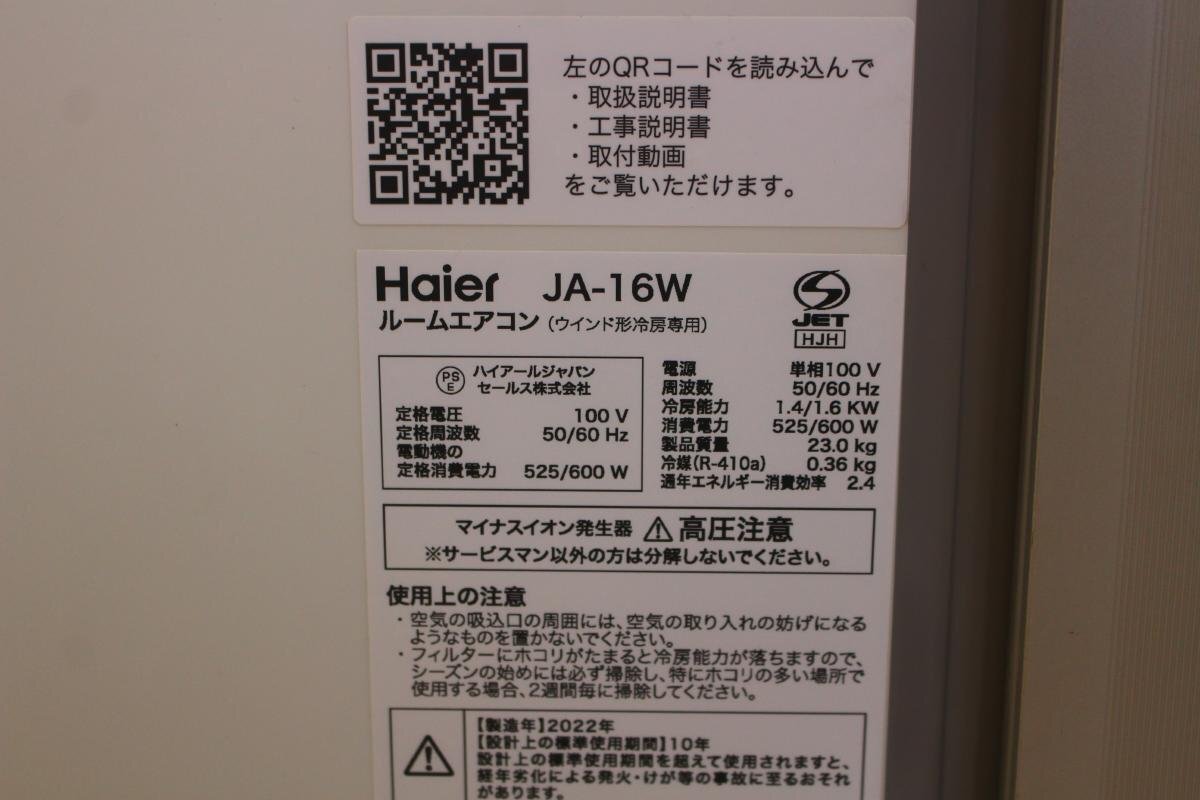 左のQRコードを読み込んで
・取扱説明書
・工事説明書
・取付動画
をご覧いただけます。
Haier JA-16W
ルームエアコン(ウインド形冷房専用)
JET
HJH
PS
E
ハイアールジャパン
セールス株式会社
定格電圧 100 V
定格周波数 50/60 Hz
電動機の
定格消費電力 525/600 W
電源 単相100 V
周波数 50/60 Hz
冷房能力 1.4/1.6 KW
消費電力 525/600 W
製品質量 23.0 kg
冷媒(R-410a) 0.36 kg
通年エネルギー消費効率 2.4
マイナスイオン発生器 高圧注意
※サービスマン以外の方は分解しないでください。
使用上の注意
・空気の吸込口の周囲には、空気の取り入れの妨げになる
ようなものを置かないでください。
・フィルターにホコリがたまると冷房能力が落ちますので、
シーズンの始めには必ず掃除し、特にホコリの多い場所で
使用する場合、2週間毎に掃除してください。
【製造年】2022年
【設計上の標準使用期間】10年
設計上の標準使用期間を超えて使用されますと、
経年劣化による発火・けが等の事故に至るおそれ
があります。